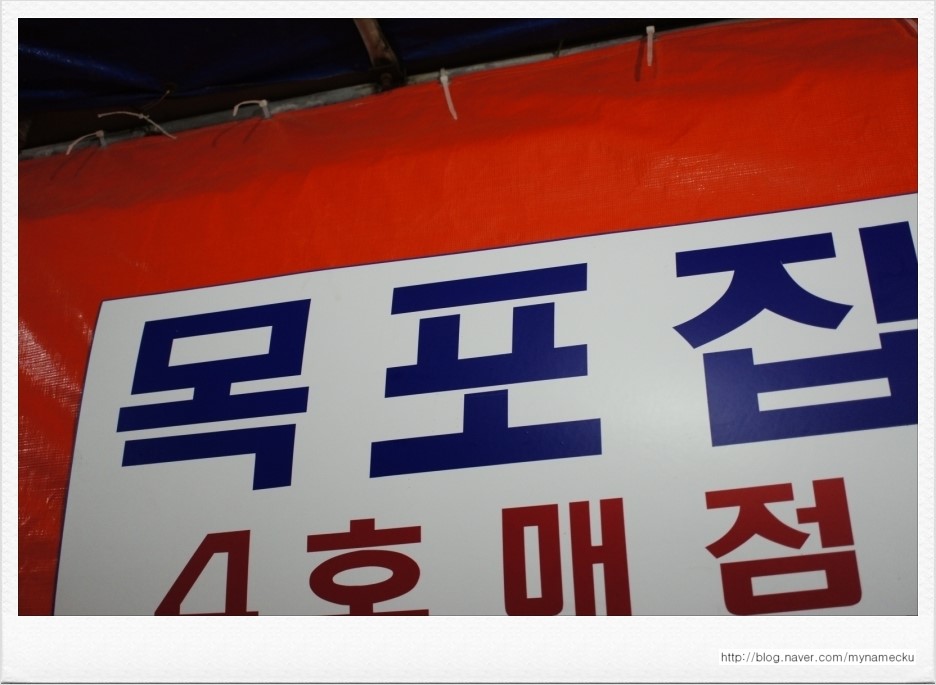 목포집
4호매점
http://blog.naver.com/mynamecku